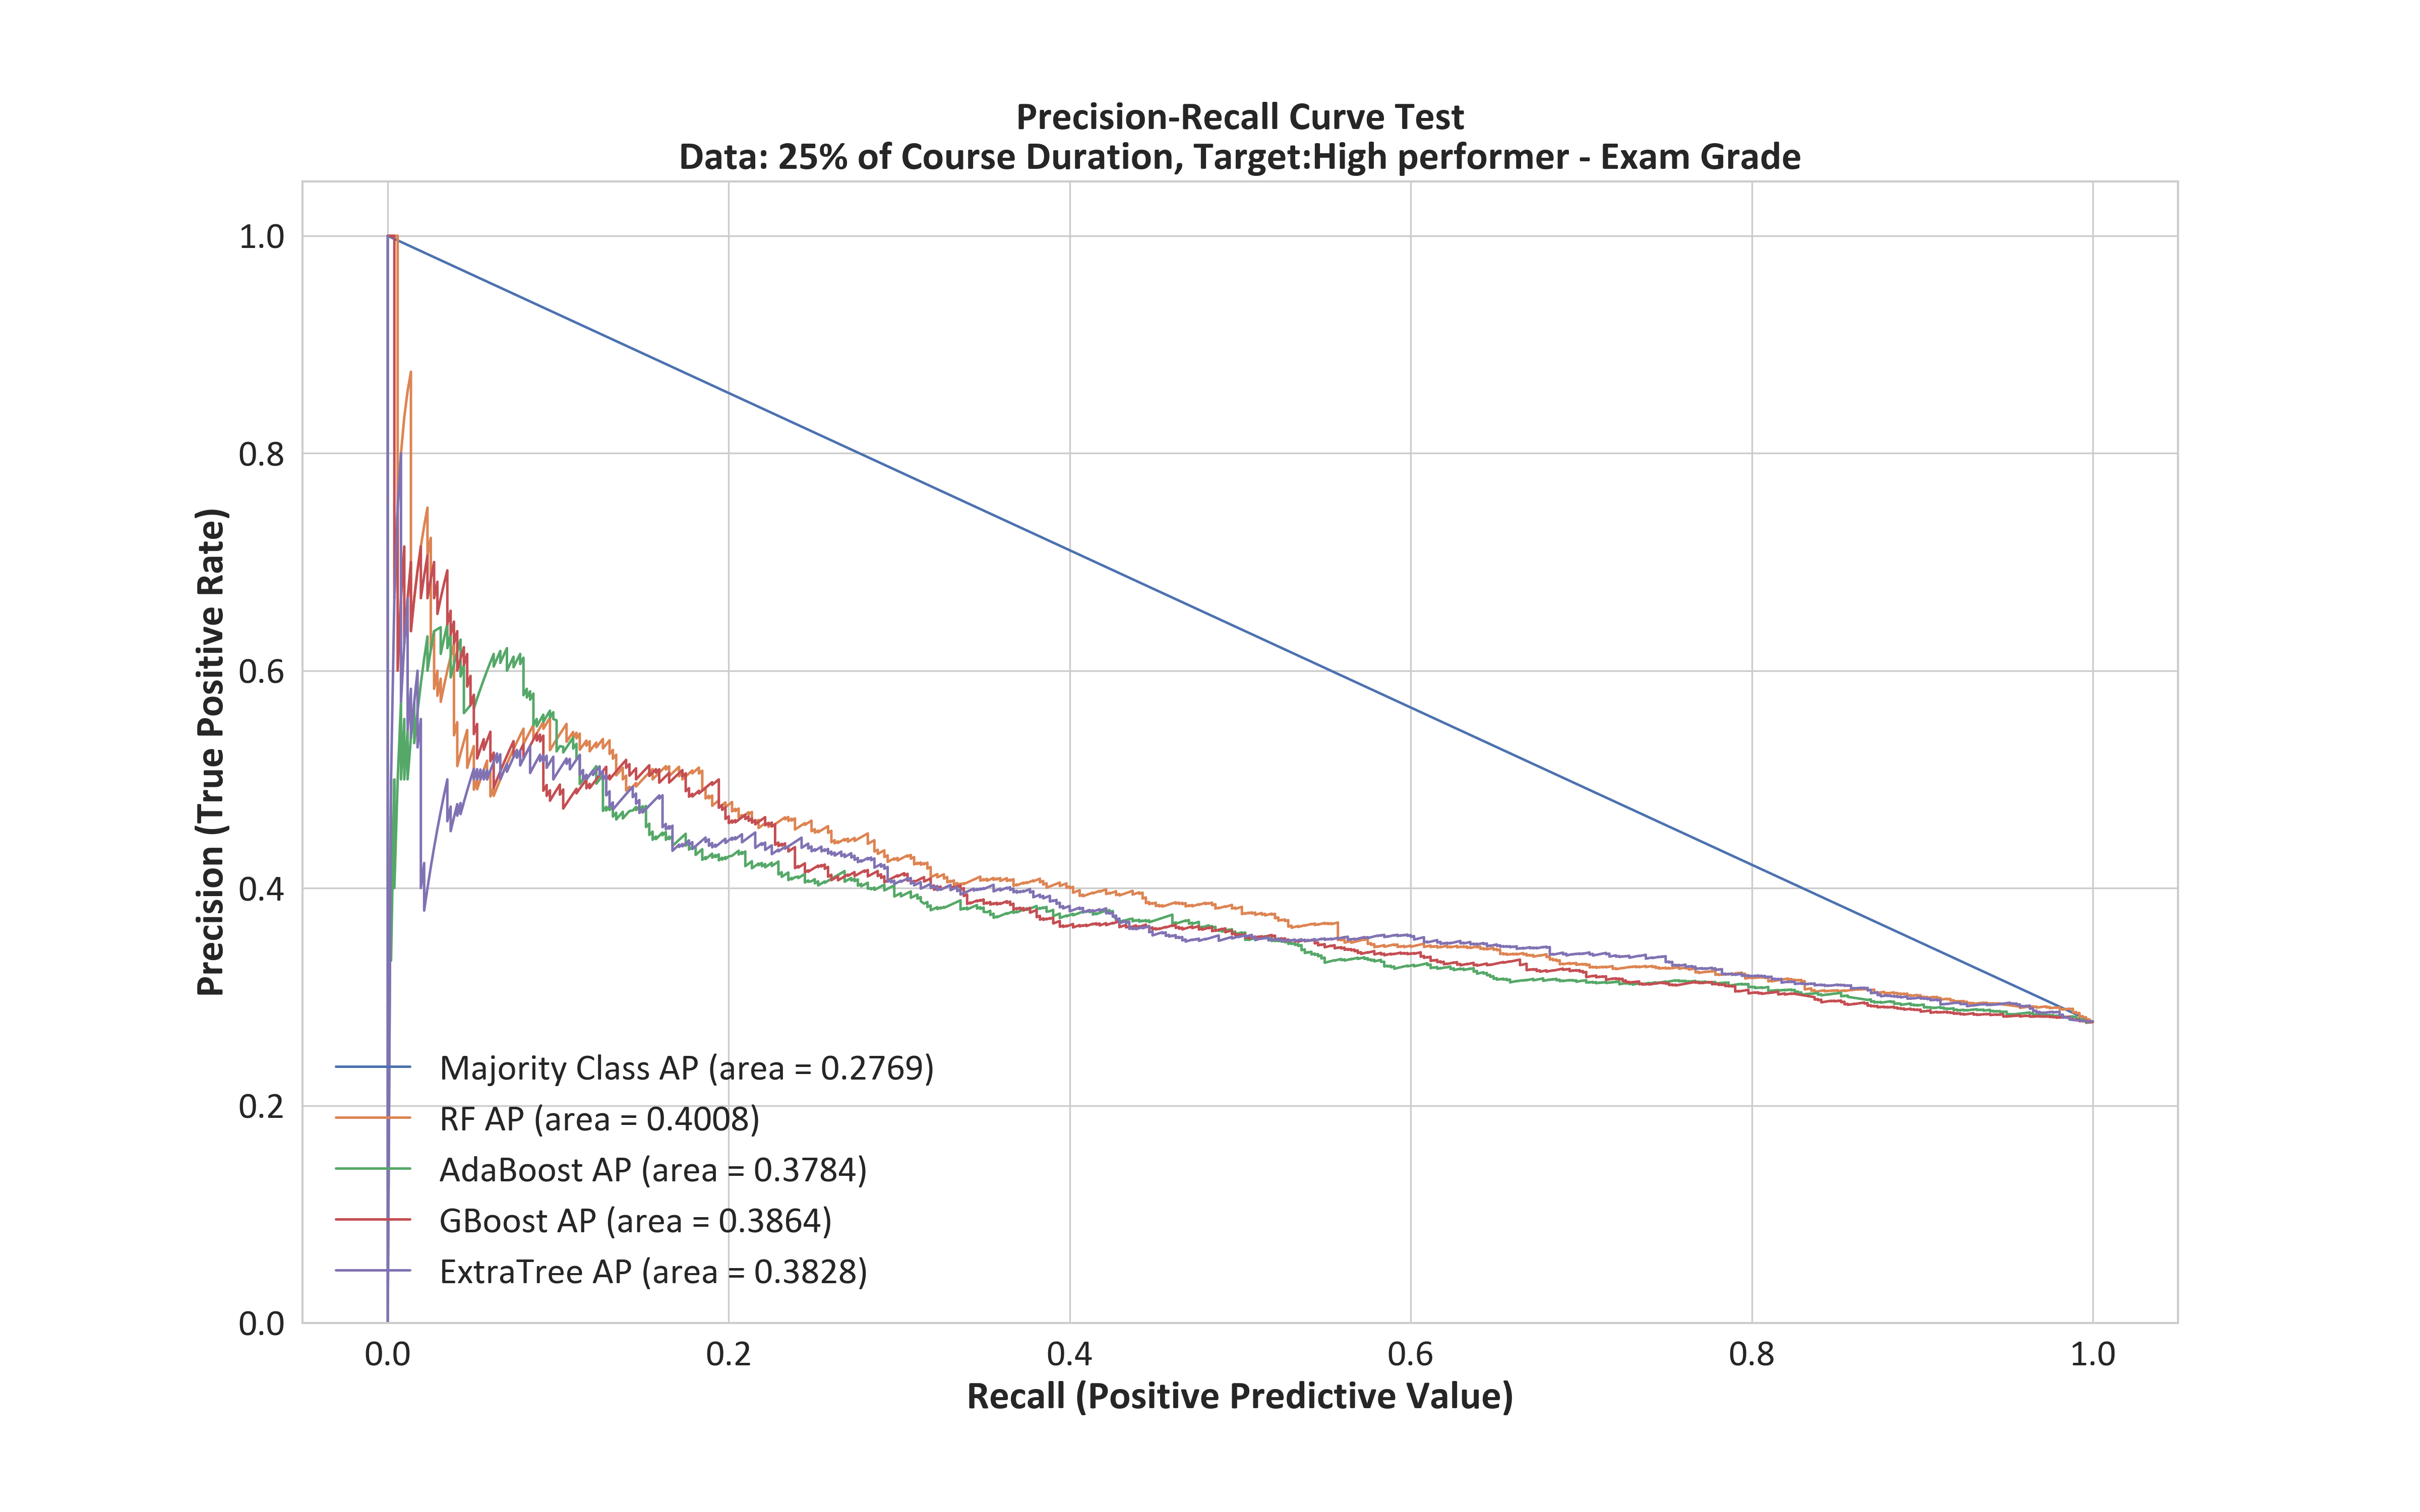 Precision-Recall Curve Test
Data: 25% of Course Duration, Target:High performer - Exam Grade
Precision (True Positive Rate)
1.0
0.8
0.6
0.4
0.2
0.0
Majority Class AP (area = 0.2769)
RF AP (area = 0.4008)
AdaBoost AP (area = 0.3784)
GBoost AP (area = 0.3864)
ExtraTree AP (area = 0.3828)
0.0 0.2 0.4 0.6 0.8 1.0
Recall (Positive Predictive Value)